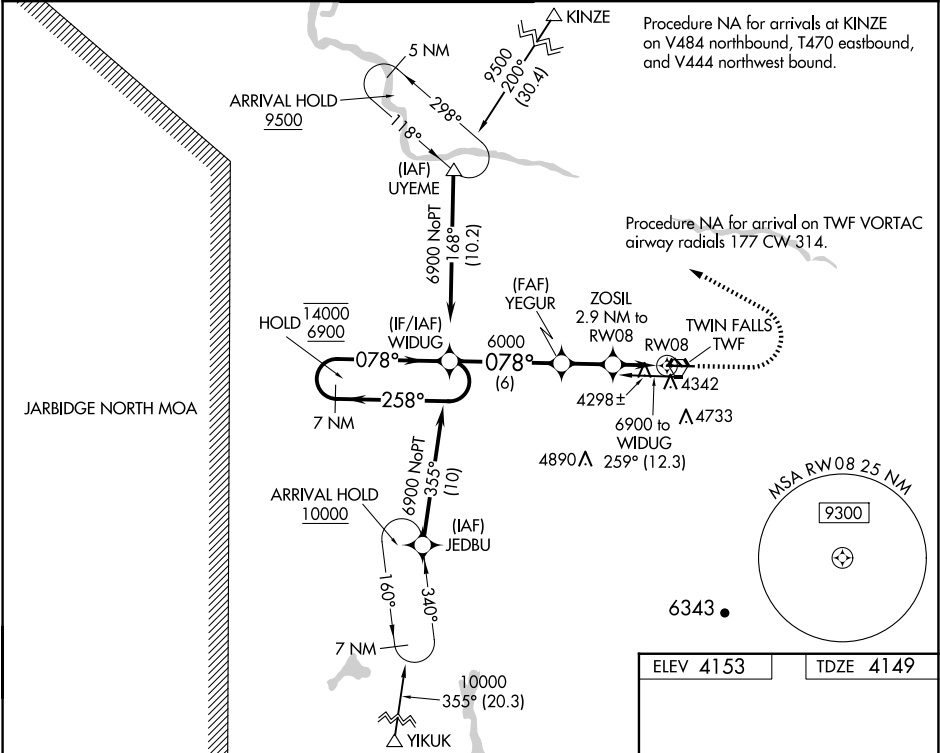 KINZE
Procedure NA for arrivals at KINZE
on V484 northbound, T470 eastbound,
and V444 northwest bound.
5 NM
9500
200°
(30.4)
ARRIVAL HOLD
9500
298°
118°
(IAF)
UYEME
6900 NoPT
168°
(10.2)
Procedure NA for arrival on TWF VORTAC
airway radials 177 CW 314.
(FAF)
YEGUR
ZOSIL
2.9 NM to
RW08
TWIN FALLS
TWF
RW08
HOLD
14000
6900
(IF/IAF)
WIDUG
6000
078°
(6)
078°
258°
7 NM
4298±
4342
4733
6900 to
WIDUG
259° (12.3)
4890
JARBIDGE NORTH MOA
6900 NoPT
355°
(10)
ARRIVAL HOLD
10000
(IAF)
JEDBU
160°
340°
7 NM
10000
355° (20.3)
YIKUK
MSA RW08 25 NM
9300
6343
ELEV 4153
TDZE 4149